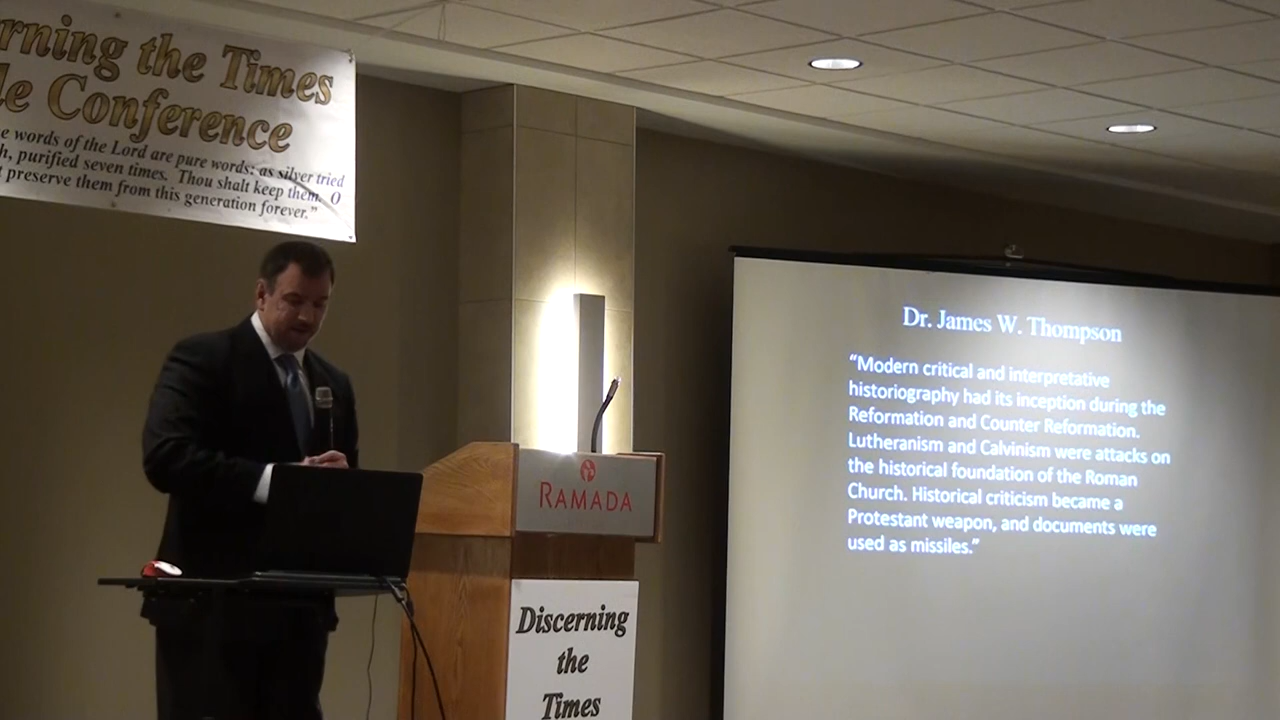 rning the Times
le Conference
e words of the Lord are pure words: as silver tried
h, purified seven times. Thou shalt keep them, O
t preserve them from this generation forever."
RAMADA
Discerning
the
Times
Dr. James W. Thompson
“Modern critical and interpretative
historiography had its inception during the
Reformation and Counter Reformation.
Lutheranism and Calvinism were attacks on
the historical foundation of the Roman
Church. Historical criticism became a
Protestant weapon, and documents were
used as missiles.”